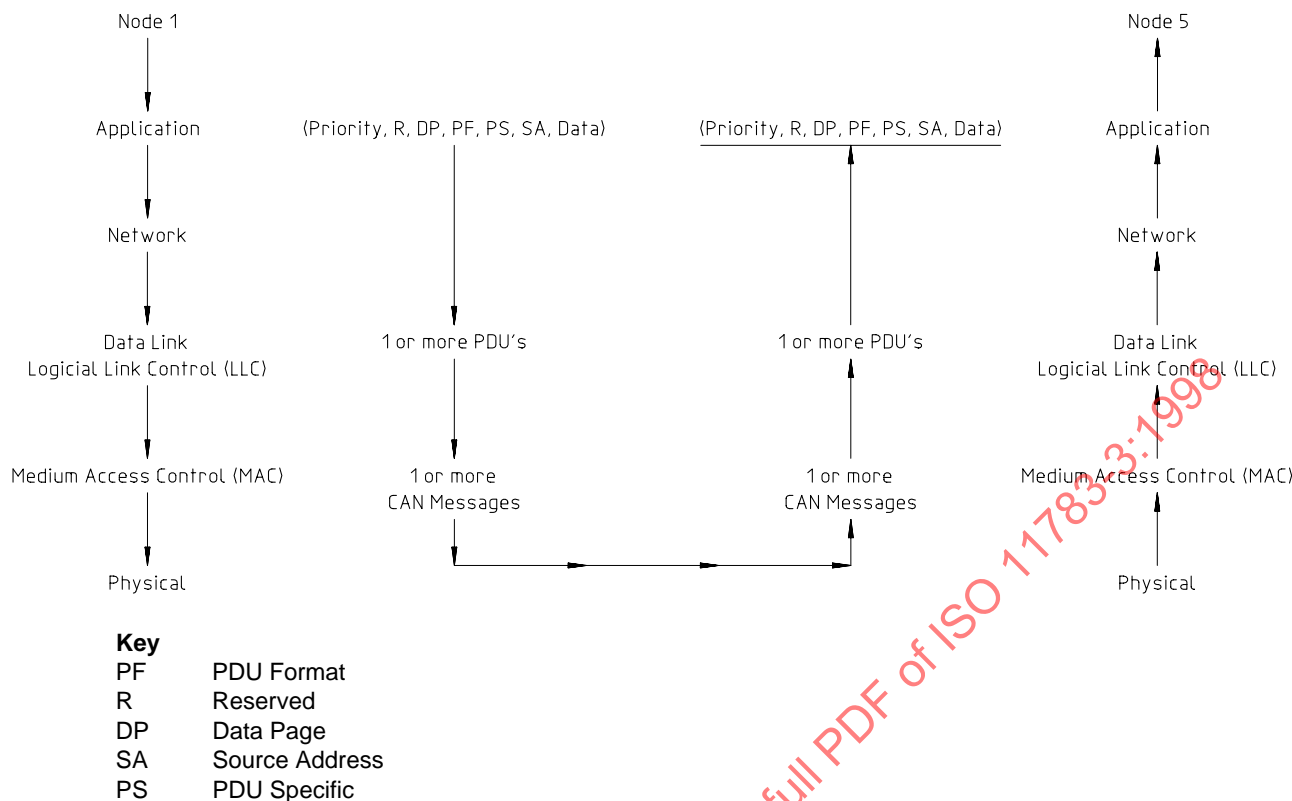 Node 1
Node 5
Application
(Priority, R, DP, PF, PS, SA, Data)
(Priority, R, DP, PF, PS, SA, Data)
Application
Network
Network
Data Link
Logicial Link Control (LLC)
1 or more PDU's
1 or more PDU's
Data Link
Logicial Link Control (LLC)
Medium Access Control (MAC)
1 or more
CAN Messages
1 or more
CAN Messages
Medium Access Control (MAC)
Physical
Physical
Key
PF PDU Format
R Reserved
DP Data Page
SA Source Address
PS PDU Specific
full PDF of ISO 11783-3:1998